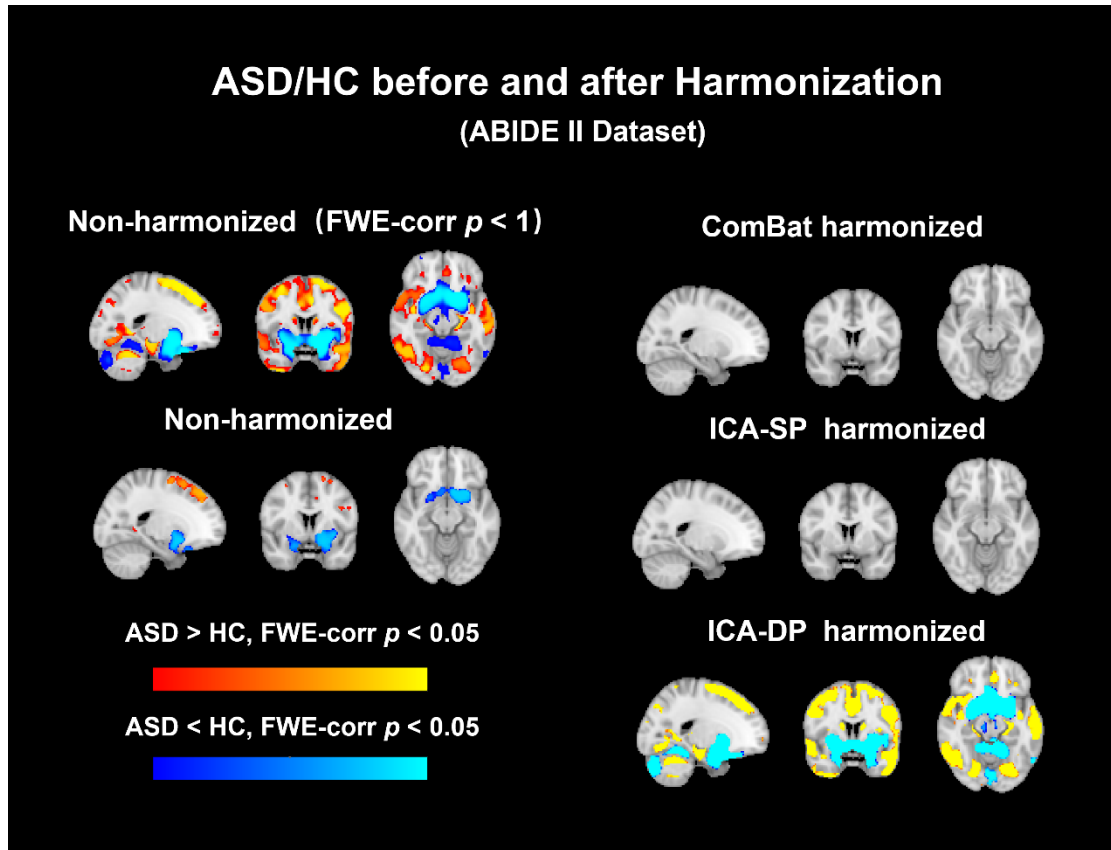 ASD/HC before and after Harmonization
(ABIDE II Dataset)
Non-harmonized (FWE-corr p < 1)
Non-harmonized
ASD > HC, FWE-corr p < 0.05
ASD < HC, FWE-corr p < 0.05
ComBat harmonized
ICA-SP harmonized
ICA-DP harmonized